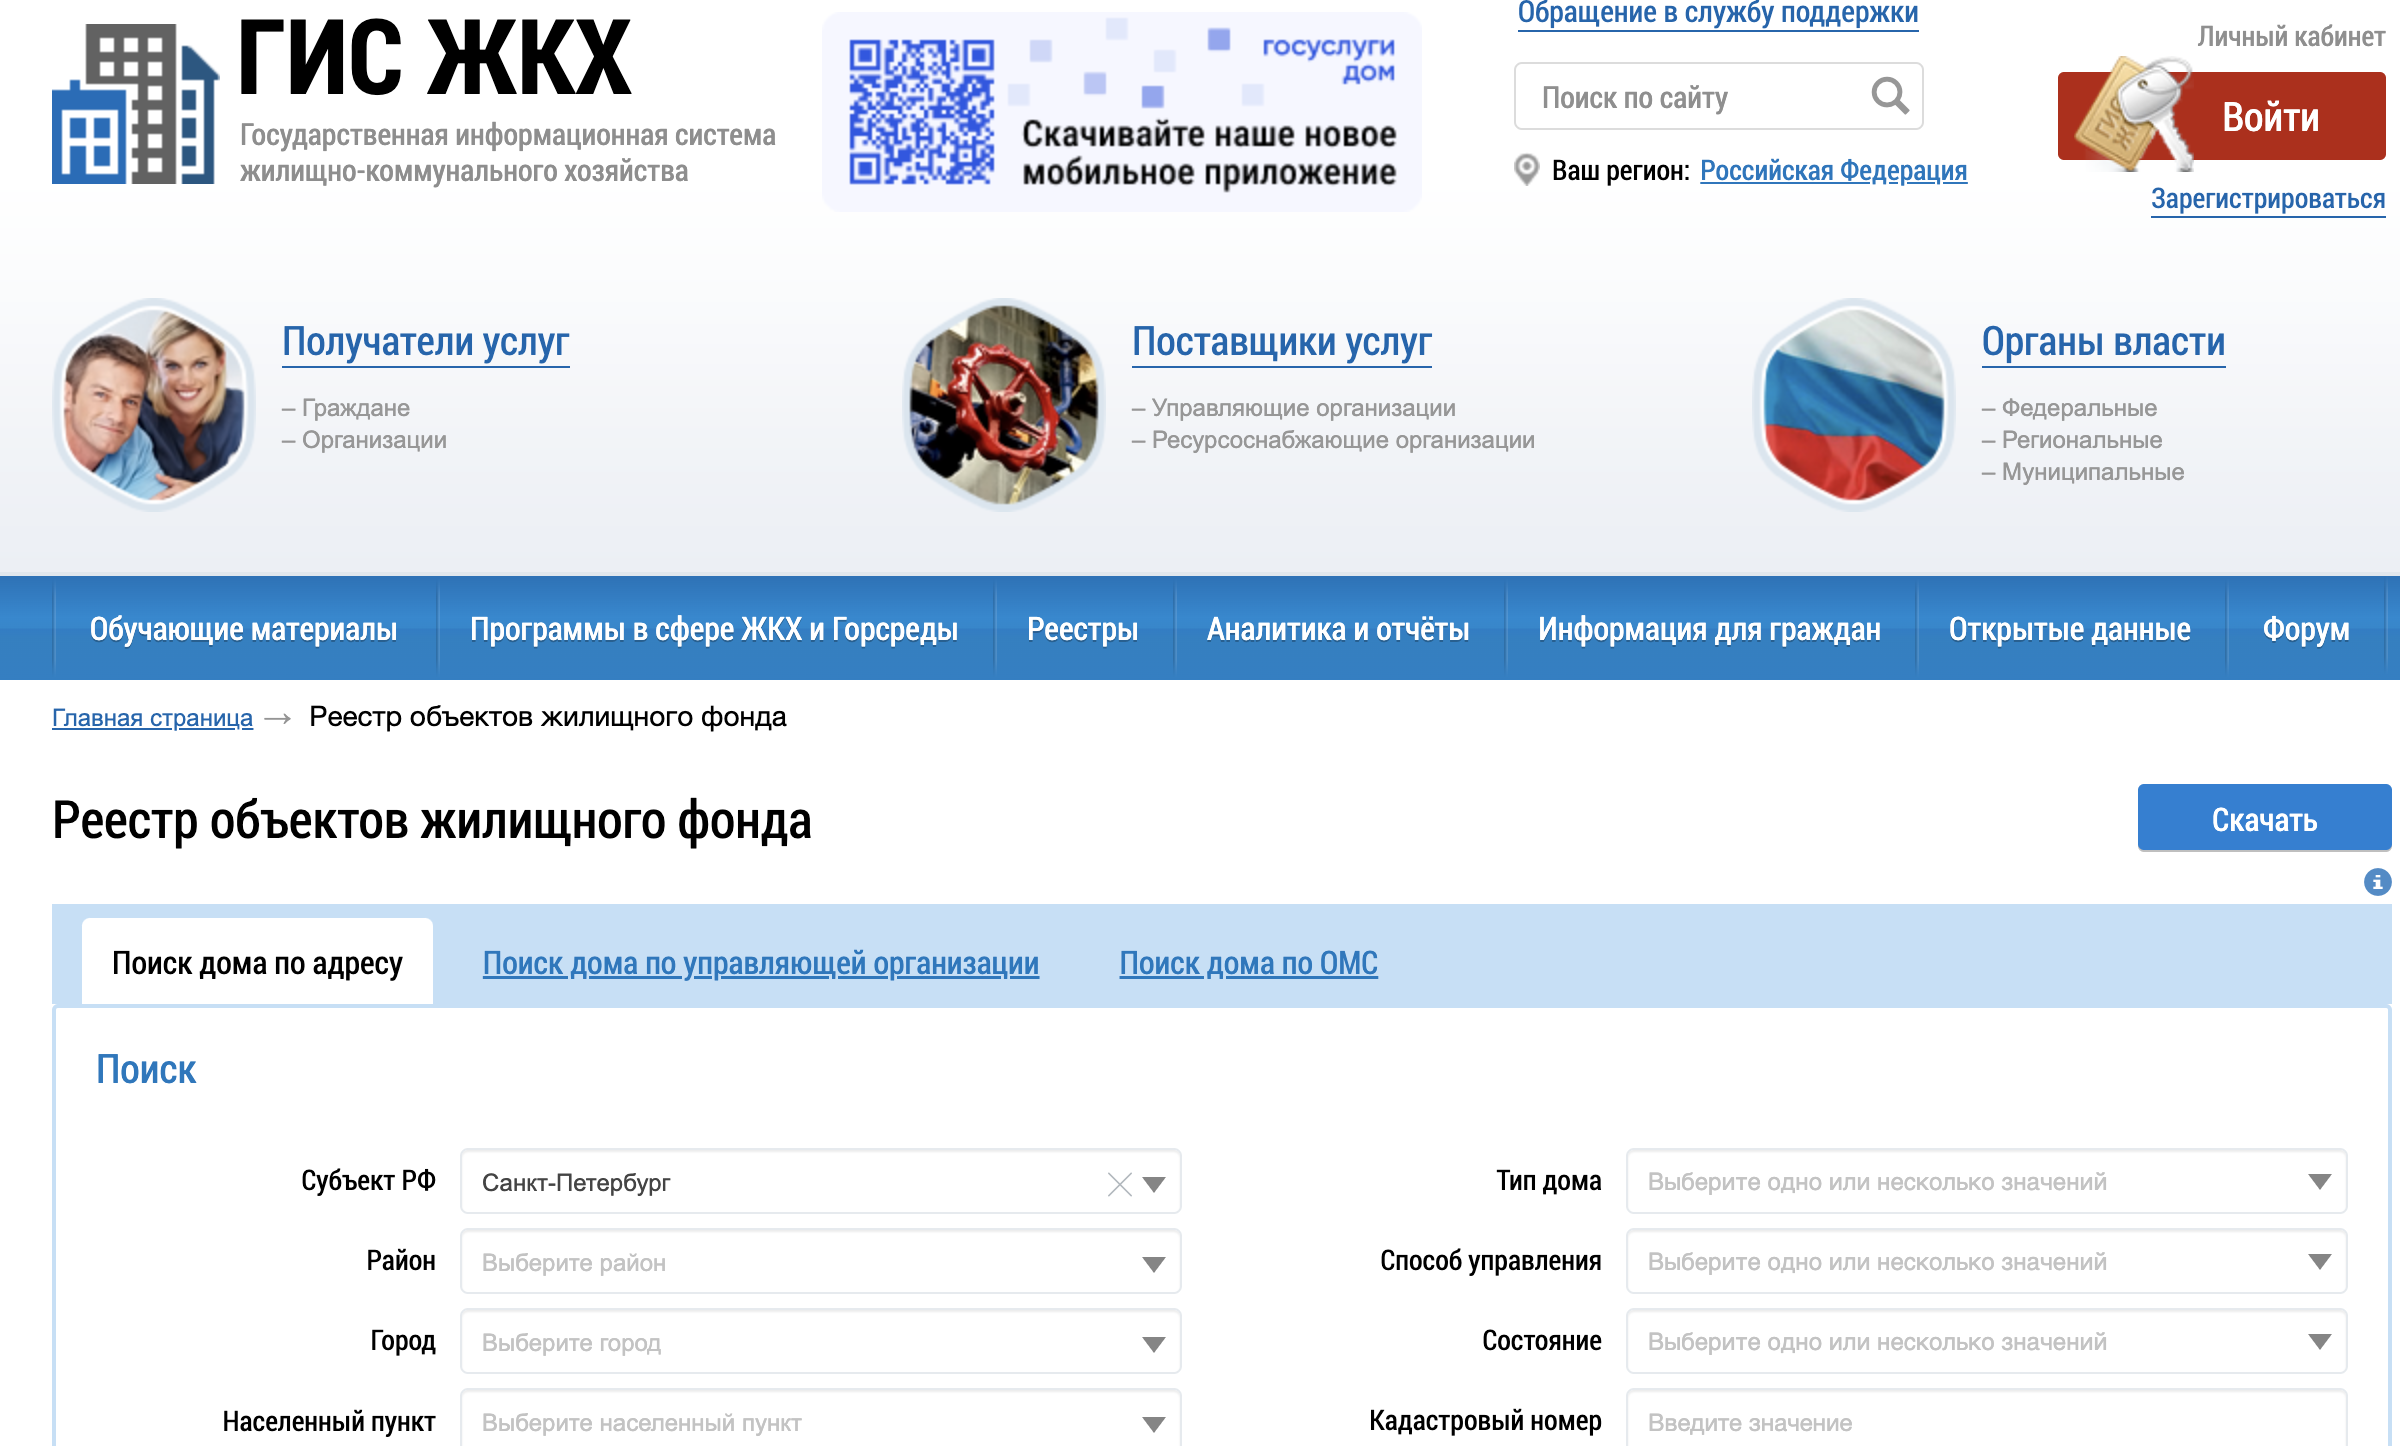 ГИС ЖКХ
Государственная информационная система
жилищно-коммунального хозяйства
госуслуги
дом
Скачивайте наше новое
мобильное приложение
Обращение в службу поддержки
Поиск по сайту
Ваш регион: Российская Федерация
Личный кабинет
ГИС
ЖК
Войти
Зарегистрироваться
Получатели услуг
– Граждане
– Организации
Поставщики услуг
– Управляющие организации
– Ресурсоснабжающие организации
Органы власти
– Федеральные
– Региональные
– Муниципальные
Обучающие материалы
Программы в сфере ЖКХ и Горсреды
Реестры
Аналитика и отчёты
Информация для граждан
Открытые данные
Форум
Главная страница → Реестр объектов жилищного фонда
Реестр объектов жилищного фонда
Скачать
i
Поиск дома по адресу
Поиск дома по управляющей организации
Поиск дома по ОМС
Поиск
Субъект РФ
Санкт-Петербург
Тип дома
Выберите одно или несколько значений
Район
Выберите район
Способ управления
Выберите одно или несколько значений
Город
Выберите город
Состояние
Выберите одно или несколько значений
Населенный пункт
Выберите населенный пункт
Кадастровый номер
Введите значение